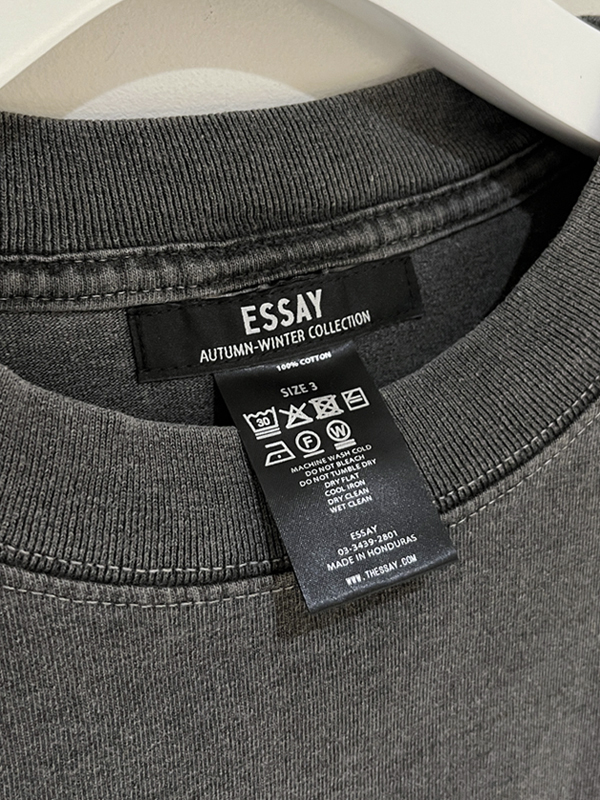 ESSAY
AUTUMN-WINTER COLLECTION
100% COTTON
SIZE 3
30
F W
MACHINE WASH COLD
DO NOT BLEACH
DO NOT TUMBLE DRY
DRY FLAT
COOL IRON
DRY CLEAN
WET CLEAN
ESSAY
03-3439-2801
MADE IN HONDURAS
WWW.THESSAY.COM